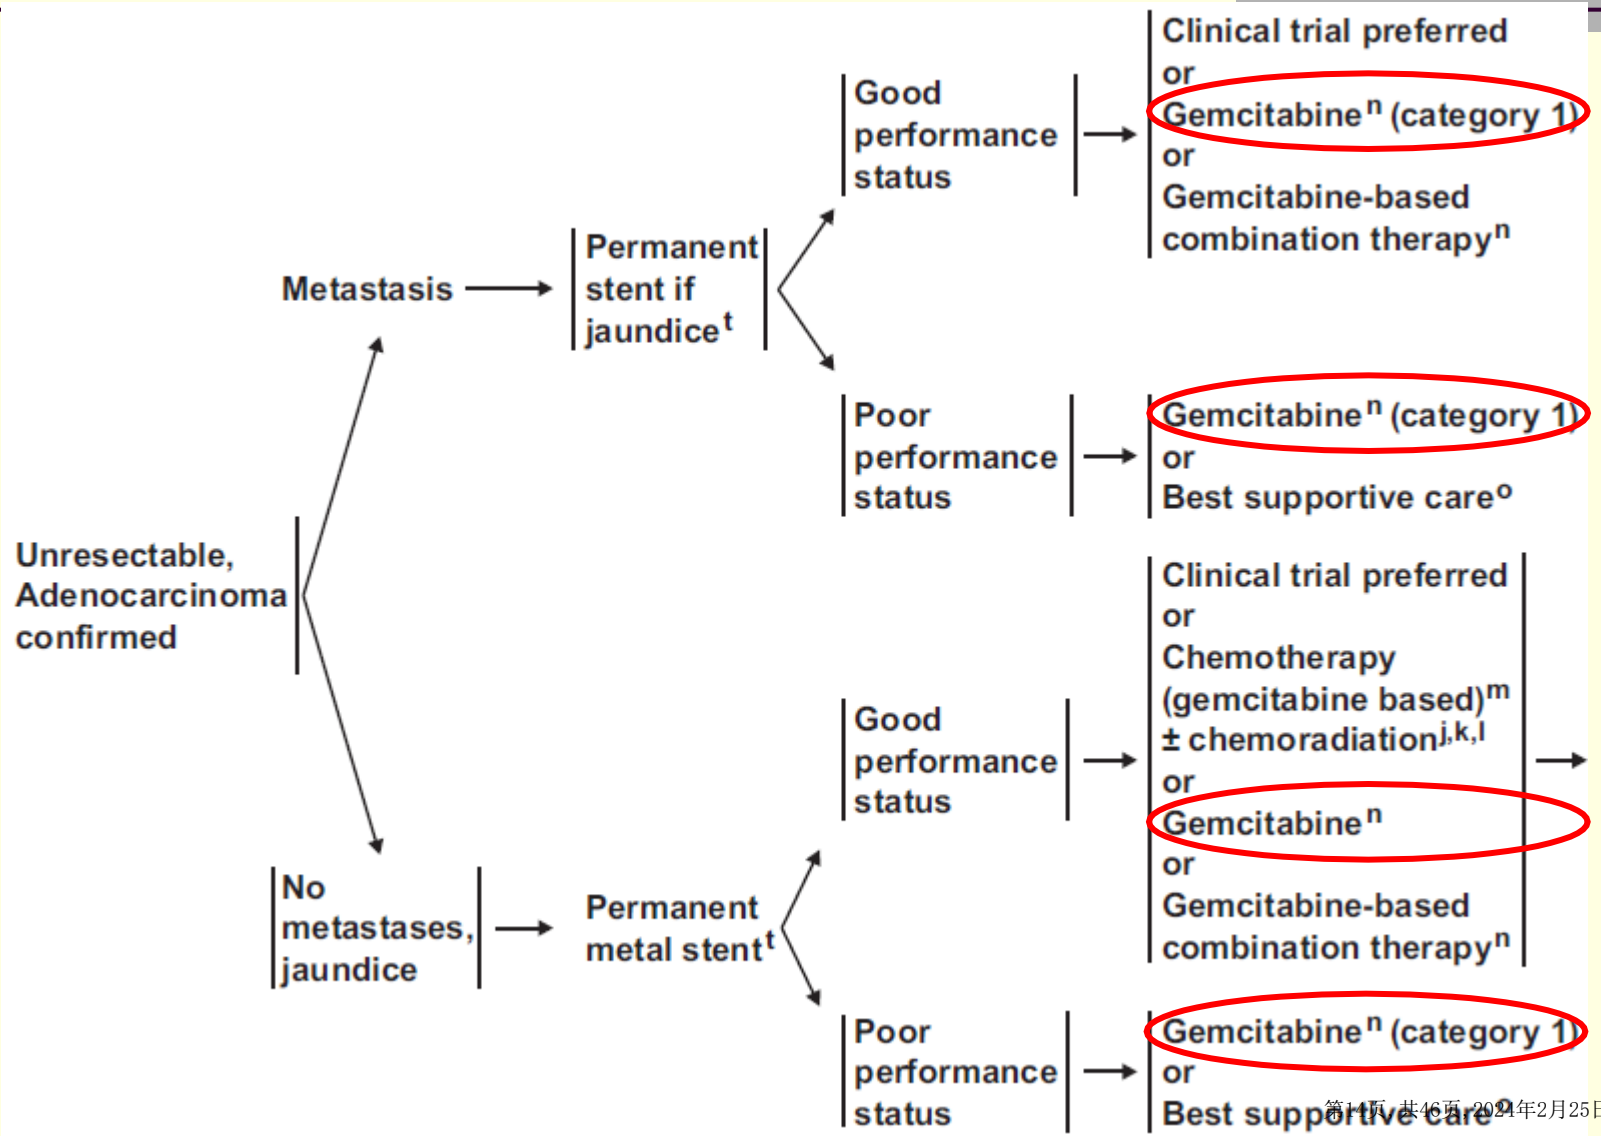 Clinical trial preferred
or
Gemcitabineⁿ (category 1)
or
Gemcitabine-based
combination therapyⁿ
Good
performance
status
Metastasis
Permanent
stent if
jaundiceᵗ
Poor
performance
status
Gemcitabineⁿ (category 1)
or
Best supportive careᵒ
Unresectable,
Adenocarcinoma
confirmed
Clinical trial preferred
or
Chemotherapy
(gemcitabine based)ᵐ
± chemoradiationʲ,ᵏ,ˡ
or
Gemcitabineⁿ
or
Gemcitabine-based
combination therapyⁿ
Good
performance
status
No
metastases,
jaundice
Permanent
metal stentᵗ
Poor
performance
status
Gemcitabineⁿ (category 1)
or
Best supportive careᵒ
第14页,共46页,2024年2月25日